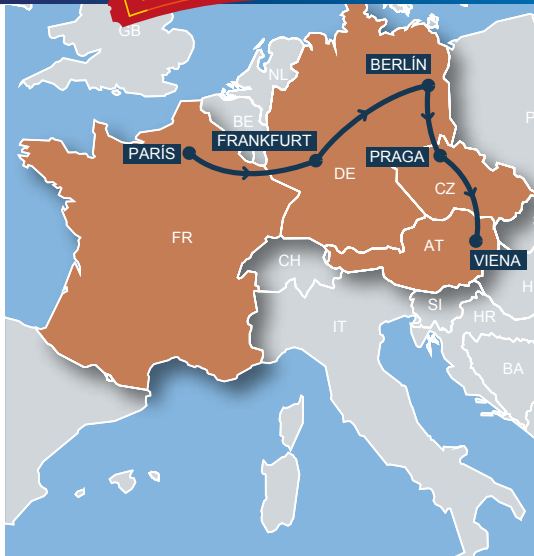 GB
NL
BERLÍN
BE
FRANKFURT
PARÍS
PRAGA
DE
CZ
FR
AT
VIENA
CH
SI
HR
IT
BA